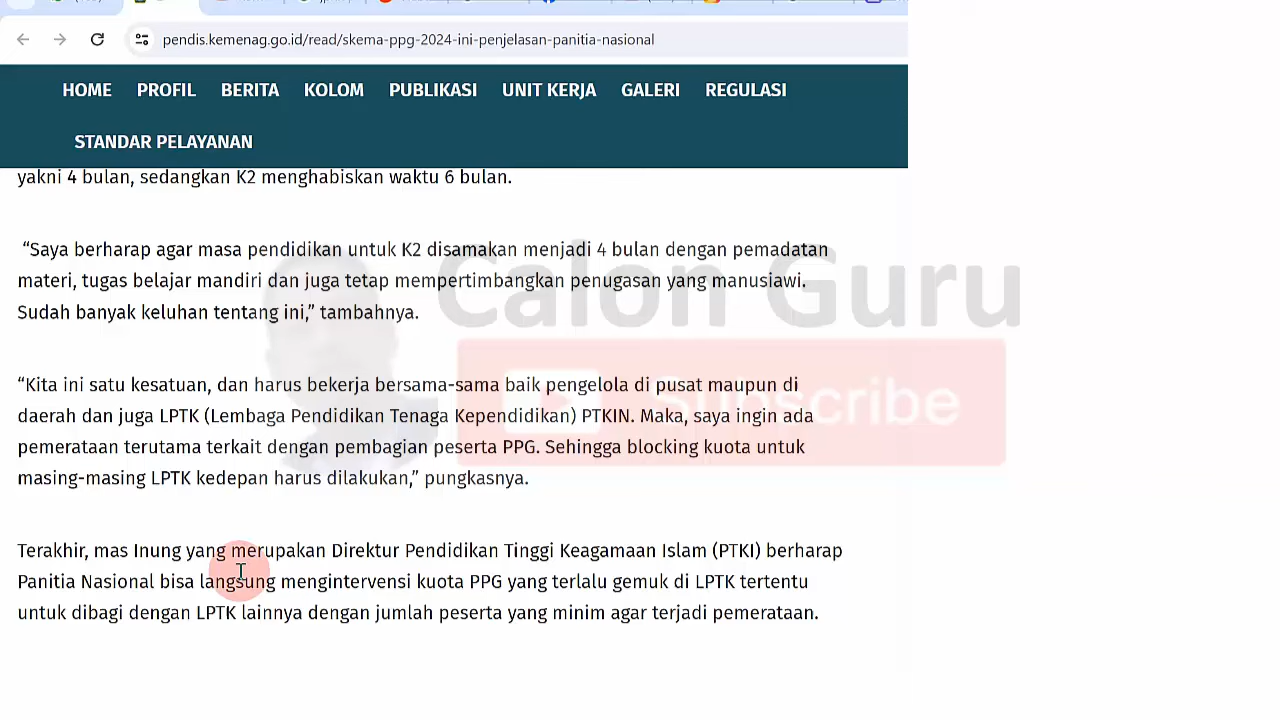 pendis.kemenag.go.id/read/skema-ppg-2024-ini-penjelasan-panitia-nasional
HOME PROFIL BERITA KOLOM PUBLIKASI UNIT KERJA GALERI REGULASI
STANDAR PELAYANAN
yakni 4 bulan, sedangkan K2 menghabiskan waktu 6 bulan.
“Saya berharap agar masa pendidikan untuk K2 disamakan menjadi 4 bulan dengan pemadatan
materi, tugas belajar mandiri dan juga tetap mempertimbangkan penugasan yang manusiawi.
Sudah banyak keluhan tentang ini,” tambahnya.
Calon Guru
Subscribe
“Kita ini satu kesatuan, dan harus bekerja bersama-sama baik pengelola di pusat maupun di
daerah dan juga LPTK (Lembaga Pendidikan Tenaga Kependidikan) PTKIN. Maka, saya ingin ada
pemerataan terutama terkait dengan pembagian peserta PPG. Sehingga blocking kuota untuk
masing-masing LPTK kedepan harus dilakukan,” pungkasnya.
Terakhir, mas Inung yang merupakan Direktur Pendidikan Tinggi Keagamaan Islam (PTKI) berharap
Panitia Nasional bisa langsung mengintervensi kuota PPG yang terlalu gemuk di LPTK tertentu
untuk dibagi dengan LPTK lainnya dengan jumlah peserta yang minim agar terjadi pemerataan.